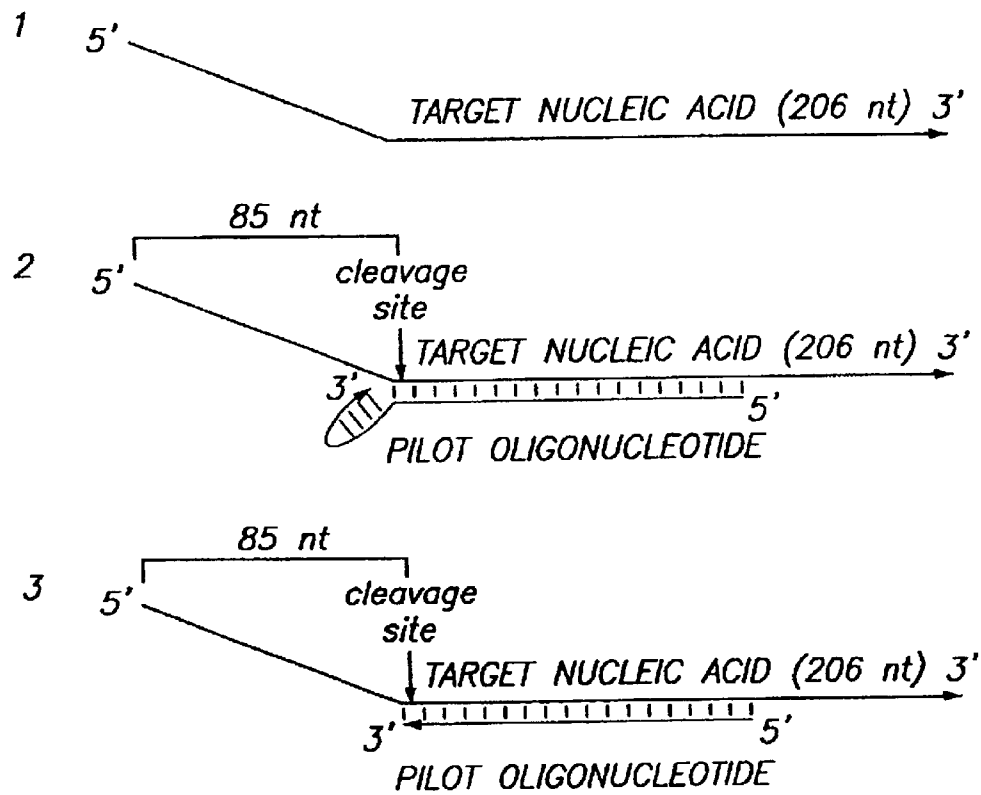 1
5'
TARGET NUCLEIC ACID (206 nt) 3'
85 nt
2
5'
cleavage
site
TARGET NUCLEIC ACID (206 nt) 3'
3'
5'
PILOT OLIGONUCLEOTIDE
85 nt
3
5'
cleavage
site
TARGET NUCLEIC ACID (206 nt) 3'
3'
5'
PILOT OLIGONUCLEOTIDE